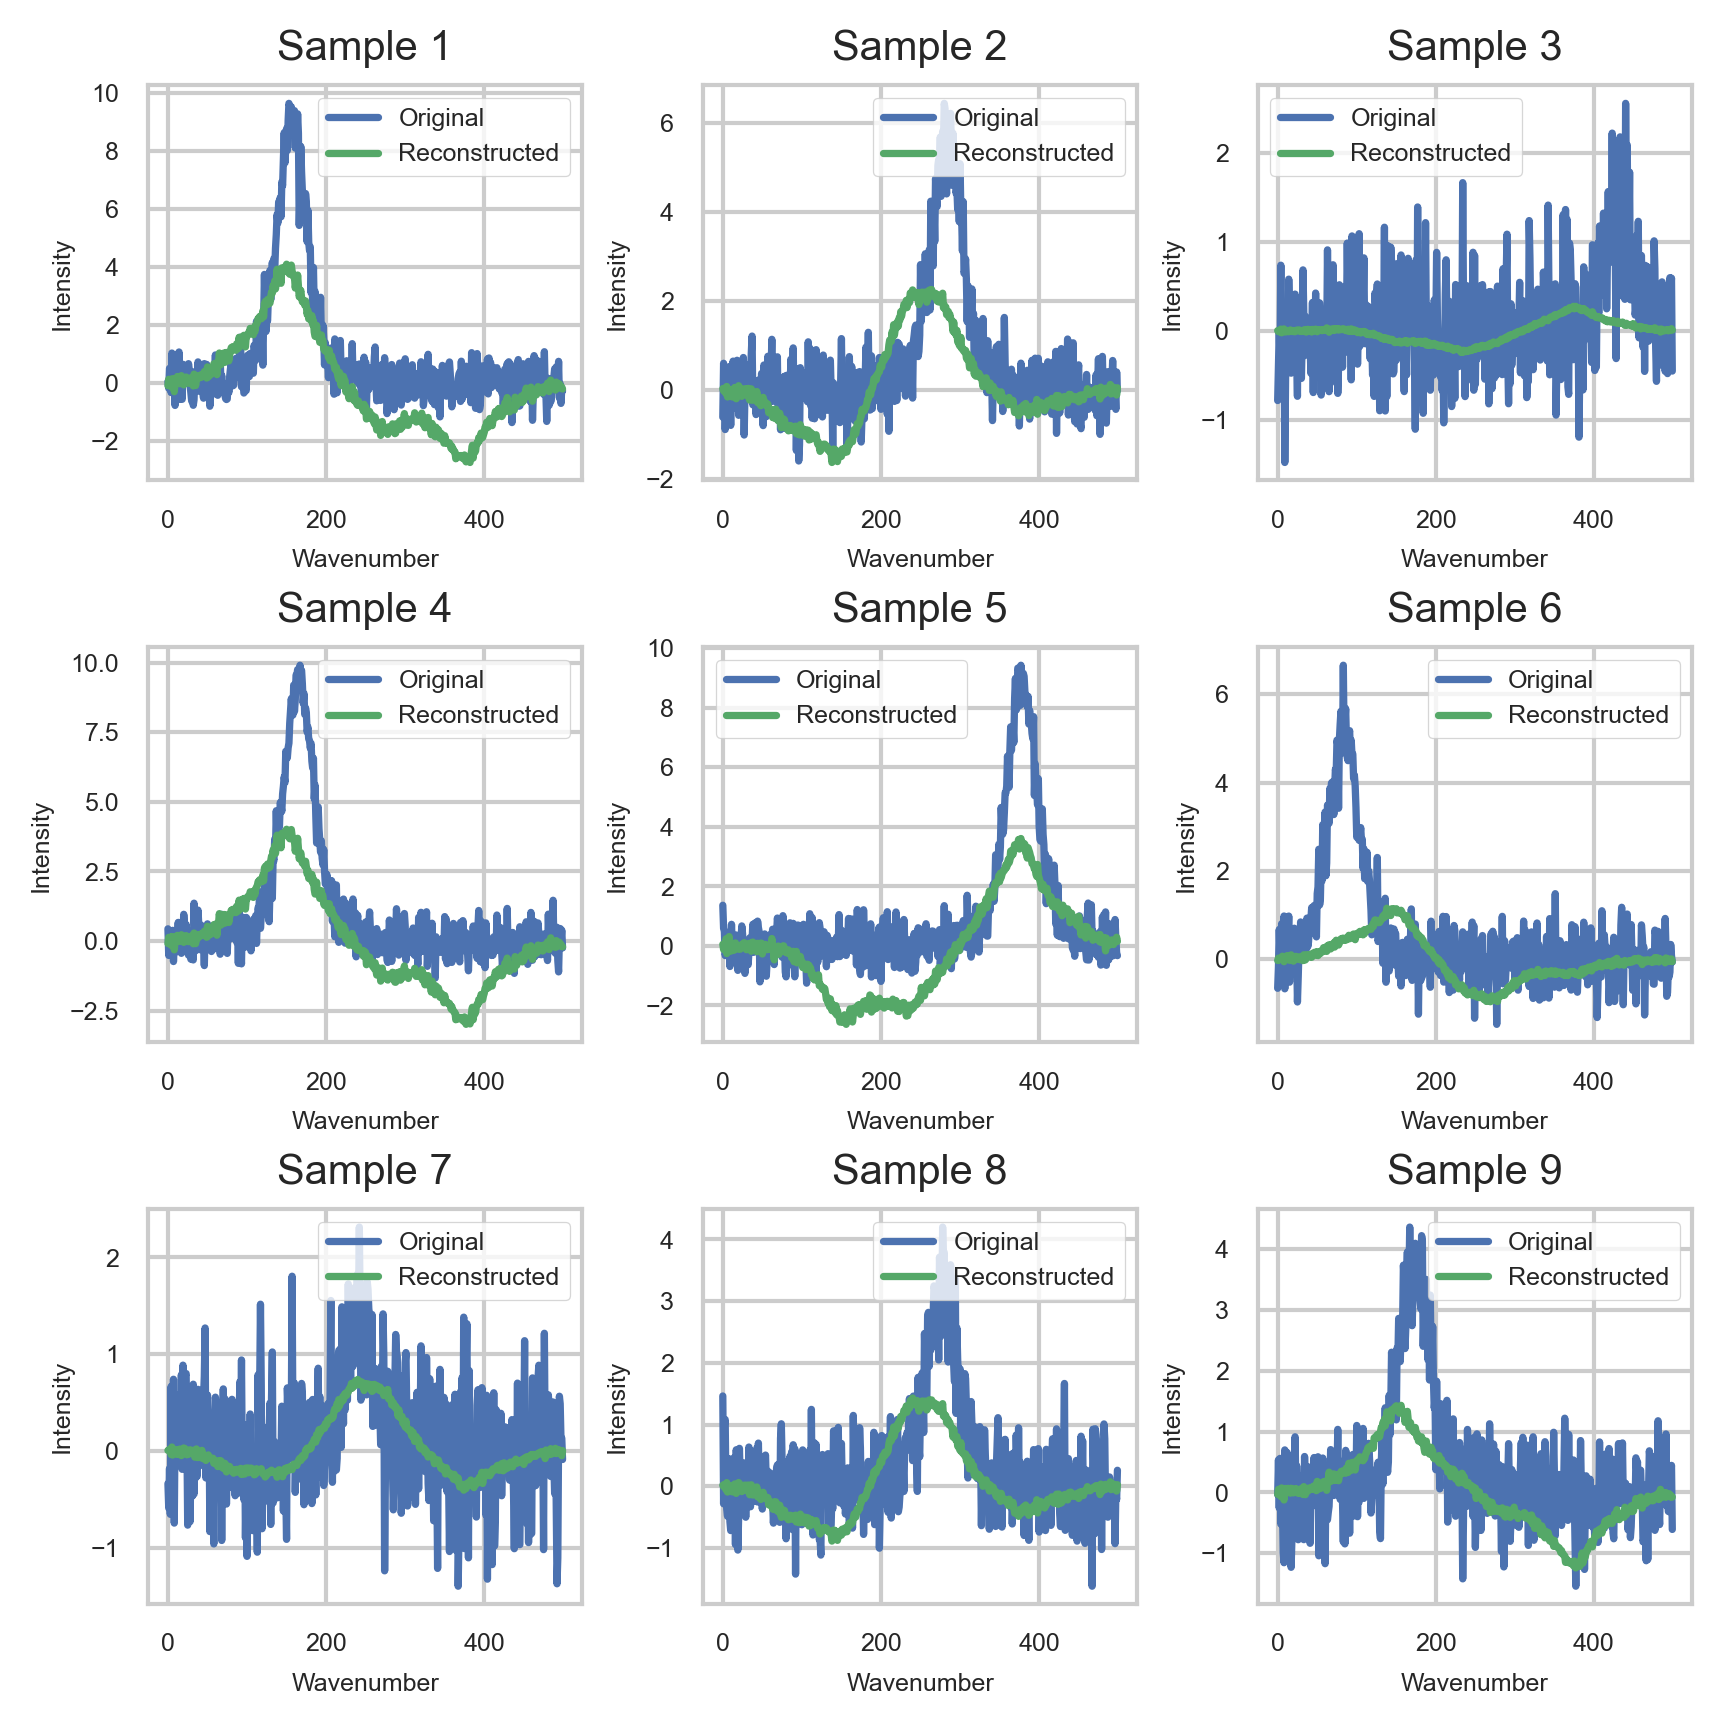 Sample 1
Sample 2
Sample 3
10
8
6
4
2
0
−2
Intensity
Original
Reconstructed
0
200
400
Wavenumber
6
4
2
0
−2
Intensity
Original
Reconstructed
0
200
400
Wavenumber
2
1
0
−1
Intensity
Original
Reconstructed
0
200
400
Wavenumber
Sample 4
Sample 5
Sample 6
10.0
7.5
5.0
2.5
0.0
−2.5
Intensity
Original
Reconstructed
0
200
400
Wavenumber
10
8
6
4
2
0
−2
Intensity
Original
Reconstructed
0
200
400
Wavenumber
6
4
2
0
Intensity
Original
Reconstructed
0
200
400
Wavenumber
Sample 7
Sample 8
Sample 9
2
1
0
−1
Intensity
Original
Reconstructed
0
200
400
Wavenumber
4
3
2
1
0
−1
Intensity
Original
Reconstructed
0
200
400
Wavenumber
4
3
2
1
0
−1
Intensity
Original
Reconstructed
0
200
400
Wavenumber